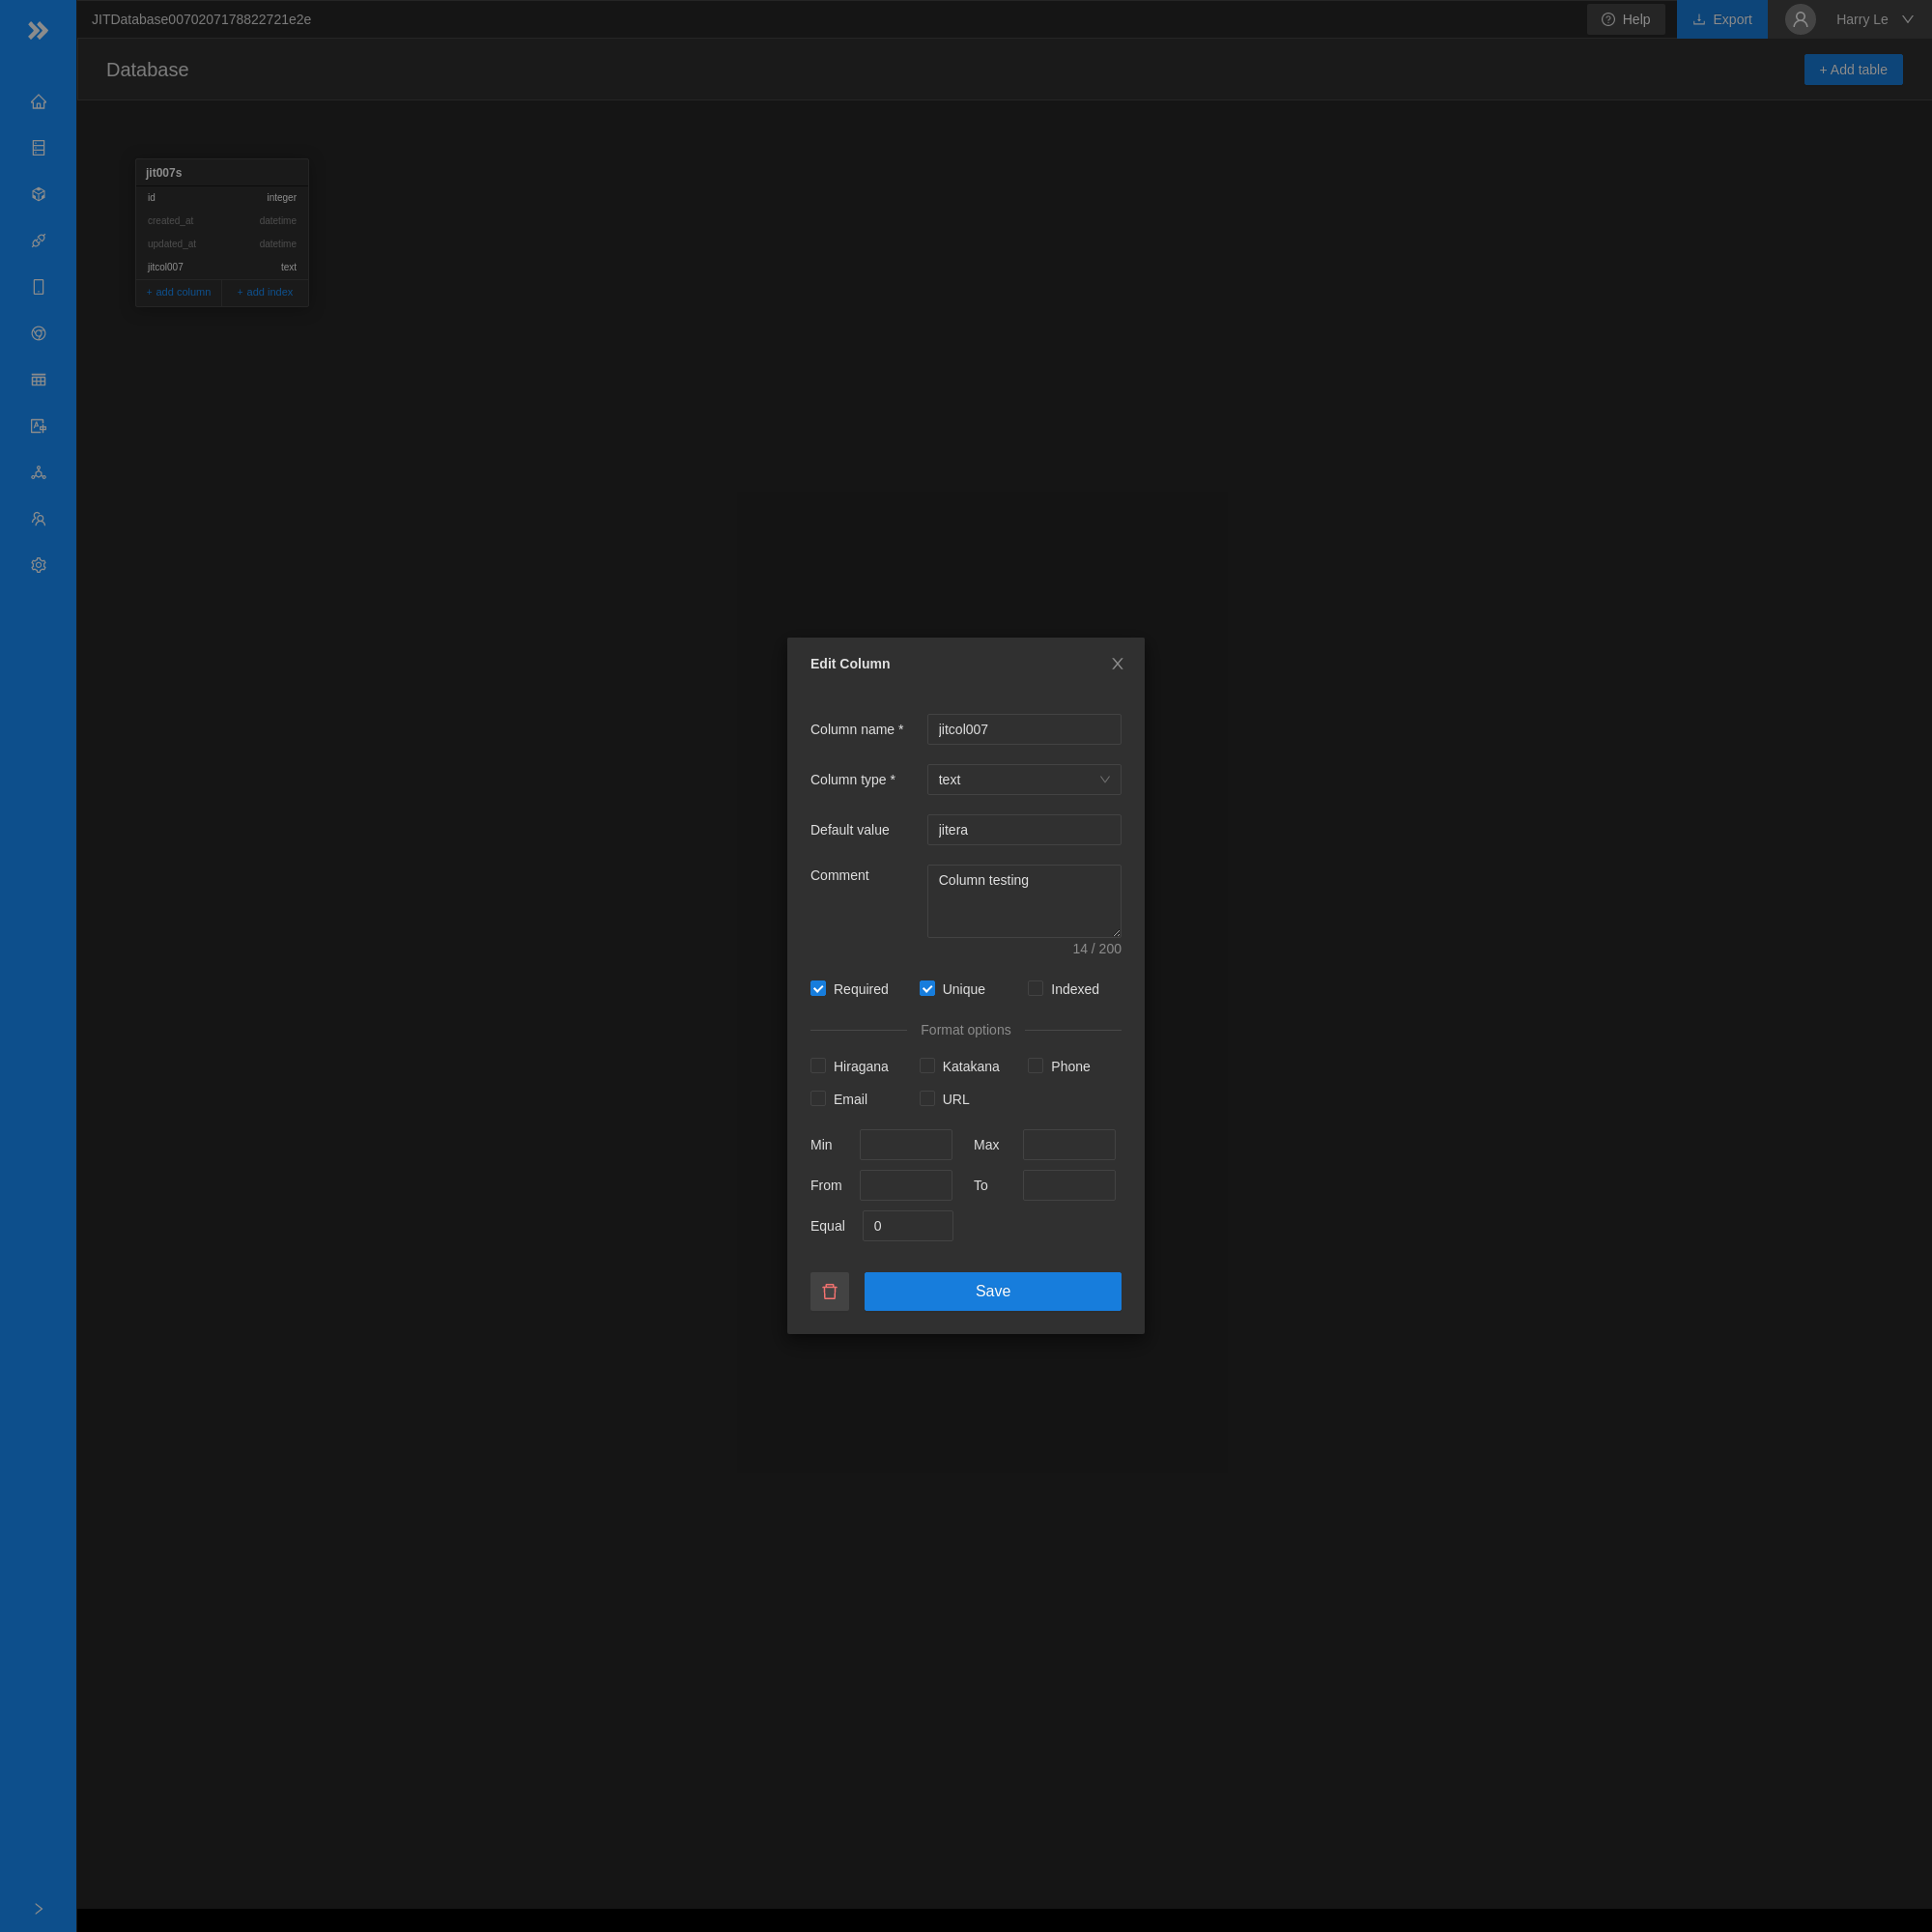 JITDatabase0070207178822721e2e
Help
Export
Harry Le
Database
+ Add table
jit007s
id integer
created_at datetime
updated_at datetime
jitcol007 text
+ add column + add index
Edit Column
Column name * jitcol007
Column type * text
Default value jitera
Comment Column testing
14 / 200
Required Unique Indexed
Format options
Hiragana Katakana Phone
Email URL
Min Max
From To
Equal 0
Save